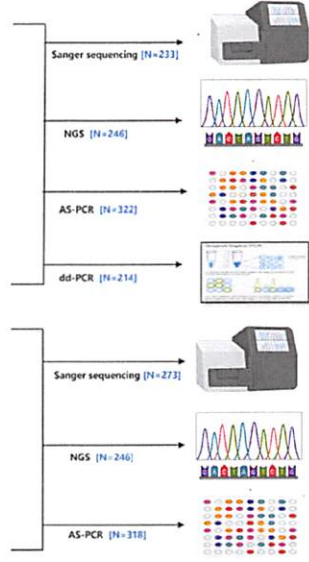 Sanger sequencing [N=233]
NGS [N=246]
AS-PCR [N=322]
dd-PCR [N=214]
Sanger sequencing [N=273]
NGS [N=246]
AS-PCR [N=318]